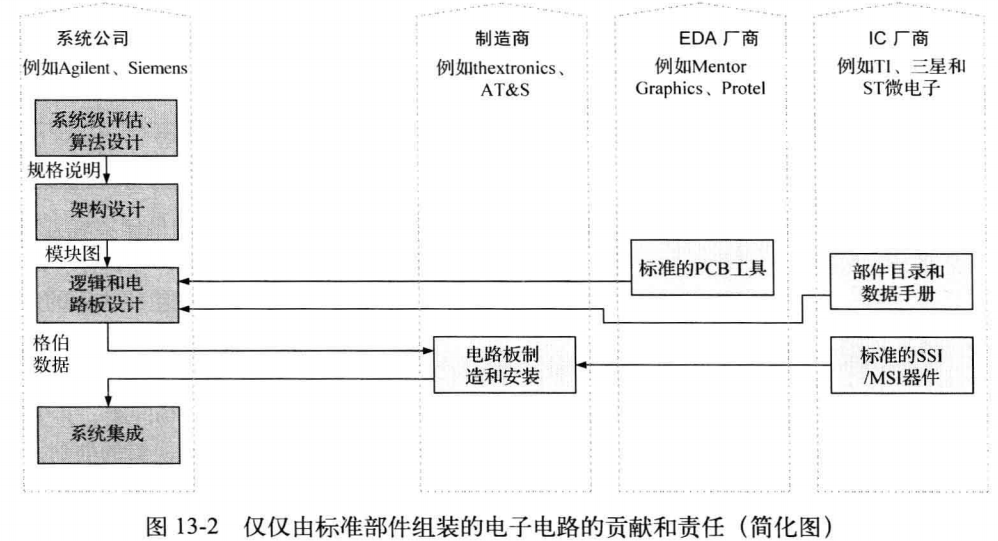 系统公司
例如Agilent、Siemens
制造商
例如thextronics、
AT&S
EDA 厂商
例如Mentor
Graphics、Protel
IC 厂商
例如TI、三星和
ST微电子
系统级评估、
算法设计
规格说明
架构设计
模块图
逻辑和电
路板设计
标准的PCB工具
部件目录和
数据手册
格伯
数据
电路板制
造和安装
标准的SSI
/MSI器件
系统集成
图 13-2 仅仅由标准部件组装的电子电路的贡献和责任（简化图）